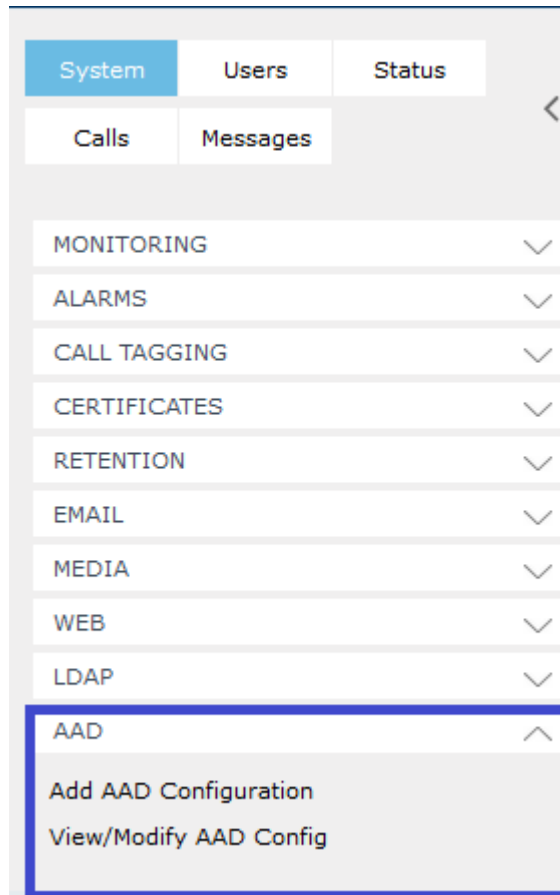 System Users Status
Calls Messages
MONITORING
ALARMS
CALL TAGGING
CERTIFICATES
RETENTION
EMAIL
MEDIA
WEB
LDAP
AAD
Add AAD Configuration
View/Modify AAD Config